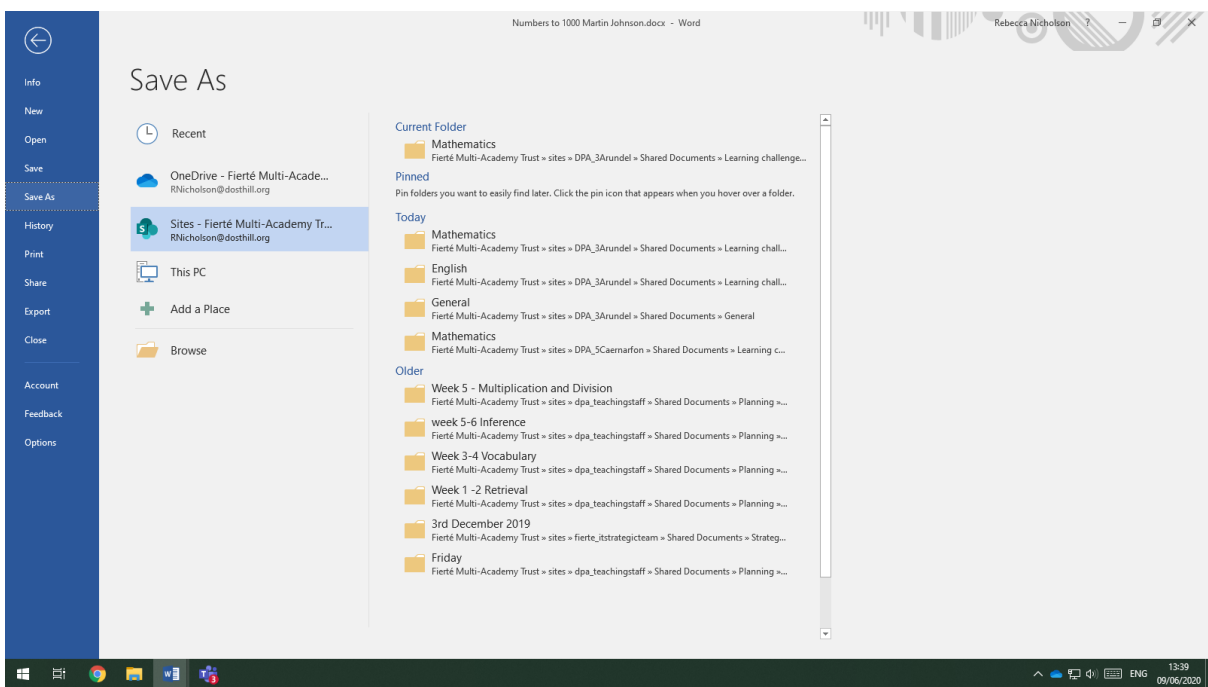 Numbers to 1000 Martin Johnson.docx - Word
Rebecca Nicholson ?
Info
New
Open
Save
Save As
History
Print
Share
Export
Close
Account
Feedback
Options
Save As
Recent
OneDrive - Fierté Multi-Acade...
RNicholson@dosthill.org
Sites - Fierté Multi-Academy Tr...
RNicholson@dosthill.org
This PC
Add a Place
Browse
Current Folder
Mathematics
Fierté Multi-Academy Trust » sites » DPA_3Arundel » Shared Documents » Learning challenge...
Pinned
Pin folders you want to easily find later. Click the pin icon that appears when you hover over a folder.
Today
Mathematics
Fierté Multi-Academy Trust » sites » DPA_3Arundel » Shared Documents » Learning chall...
English
Fierté Multi-Academy Trust » sites » DPA_3Arundel » Shared Documents » Learning chall...
General
Fierté Multi-Academy Trust » sites » DPA_3Arundel » Shared Documents » General
Mathematics
Fierté Multi-Academy Trust » sites » DPA_5Caernarfon » Shared Documents » Learning c...
Older
Week 5 - Multiplication and Division
Fierté Multi-Academy Trust » sites » dpa_teachingstaff » Shared Documents » Planning »...
week 5-6 Inference
Fierté Multi-Academy Trust » sites » dpa_teachingstaff » Shared Documents » Planning »...
Week 3-4 Vocabulary
Fierté Multi-Academy Trust » sites » dpa_teachingstaff » Shared Documents » Planning »...
Week 1 -2 Retrieval
Fierté Multi-Academy Trust » sites » dpa_teachingstaff » Shared Documents » Planning »...
3rd December 2019
Fierté Multi-Academy Trust » sites » fierte_itstrategicteam » Shared Documents » Strateg...
Friday
Fierté Multi-Academy Trust » sites » dpa_teachingstaff » Shared Documents » Planning »...
ENG
13:39
09/06/2020